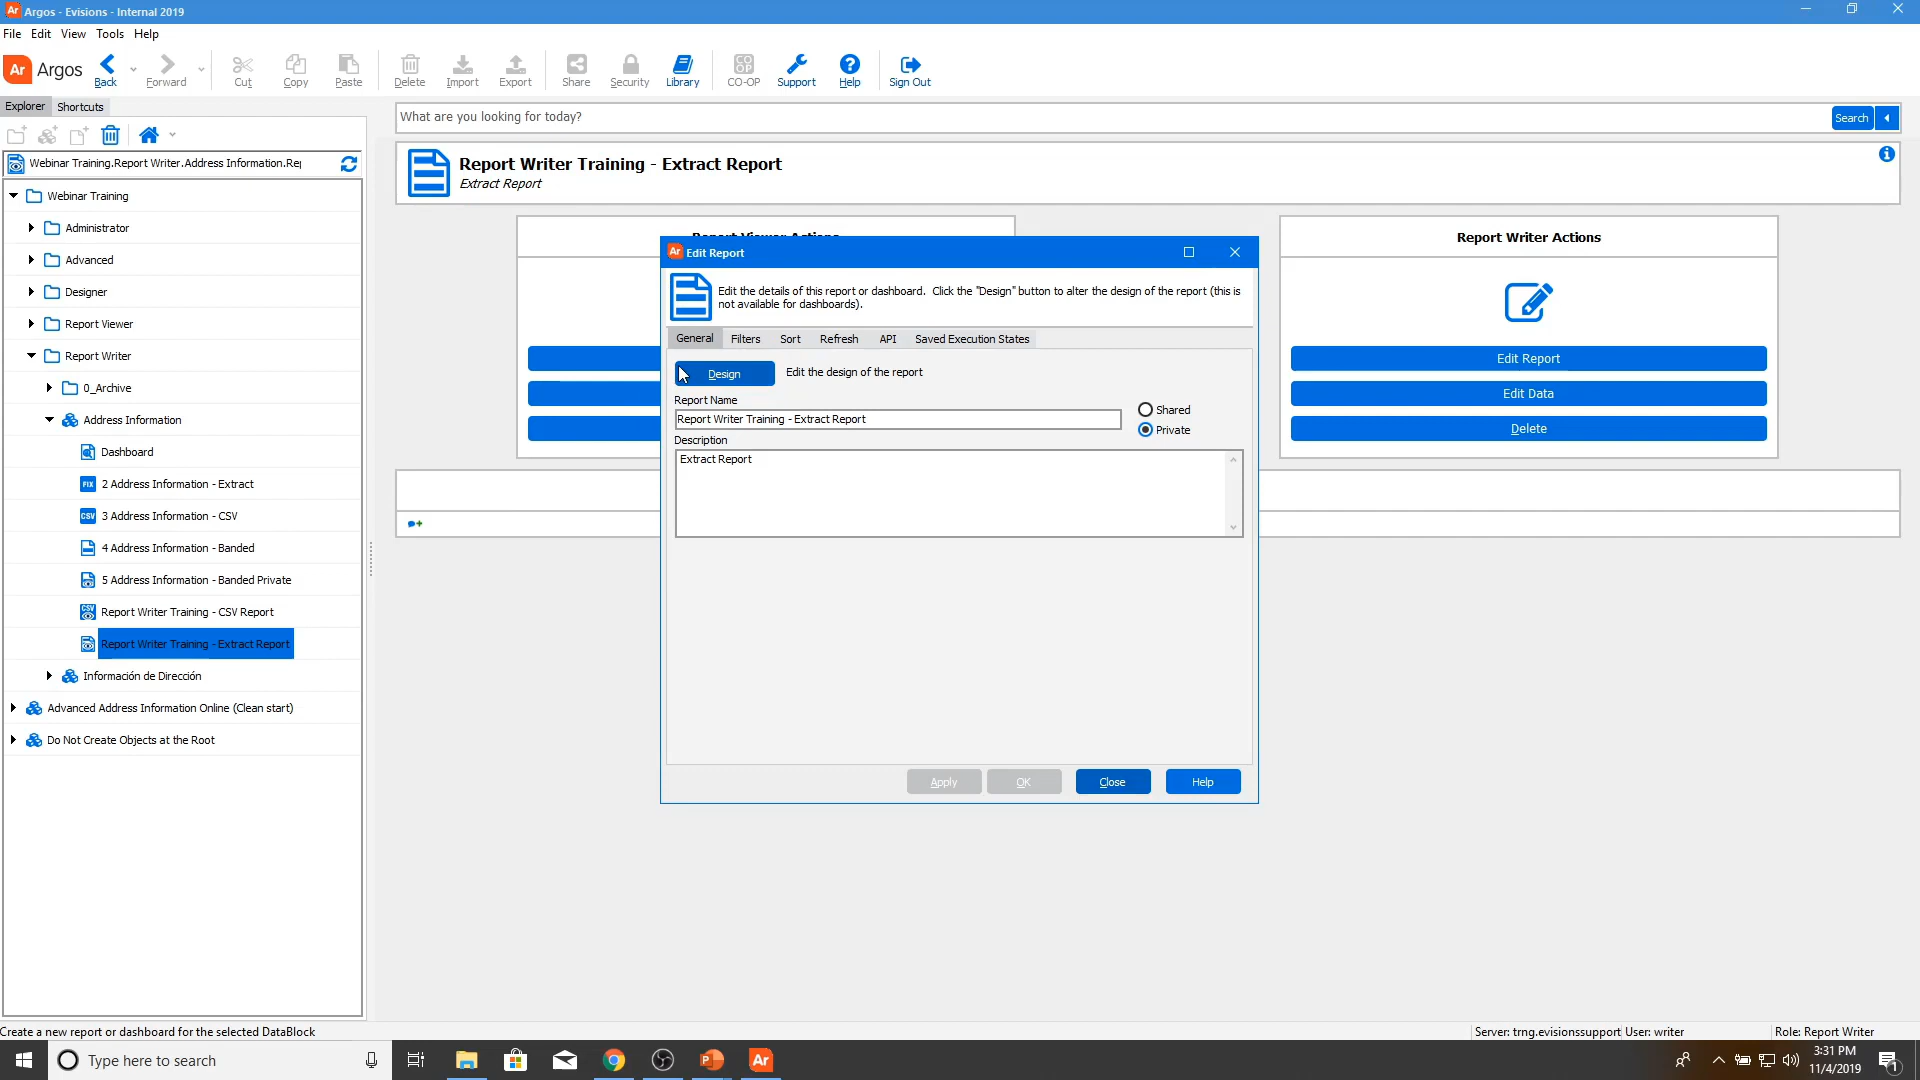 Argos - Evisions - Internal 2019
File Edit View Tools Help
Ar Argos Back Forward Cut Copy Paste Delete Import Export Share Security Library CO-OP Support Help Sign Out
Explorer Shortcuts
What are you looking for today?
Search
Webinar Training.Report Writer.Address Information.Re
Report Writer Training - Extract Report
Extract Report
Webinar Training
Administrator
Advanced
Designer
Report Viewer
Report Writer
0_Archive
Address Information
Dashboard
2 Address Information - Extract
3 Address Information - CSV
4 Address Information - Banded
5 Address Information - Banded Private
Report Writer Training - CSV Report
Report Writer Training - Extract Report
Información de Dirección
Advanced Address Information Online (Clean start)
Do Not Create Objects at the Root
Report Writer Actions
Edit Report
Edit Data
Delete
Ar Edit Report
Edit the details of this report or dashboard. Click the "Design" button to alter the design of the report (this is
not available for dashboards).
General Filters Sort Refresh API Saved Execution States
Design Edit the design of the report
Report Name
Report Writer Training - Extract Report
Shared
Private
Description
Extract Report
Apply OK Close Help
Create a new report or dashboard for the selected DataBlock
Server: trng.evisionssupport User: writer Role: Report Writer
Type here to search
3:31 PM
11/4/2019